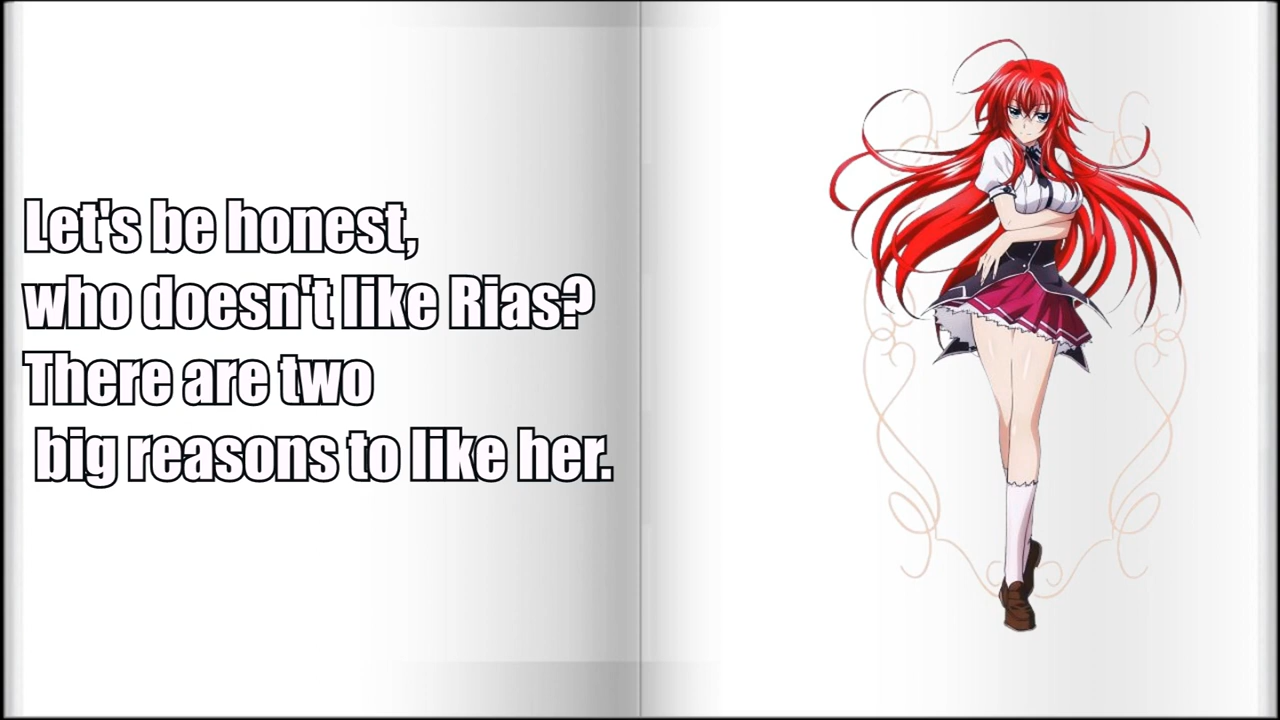 Let's be honest,
who doesn't like Rias?
There are two
big reasons to like her.